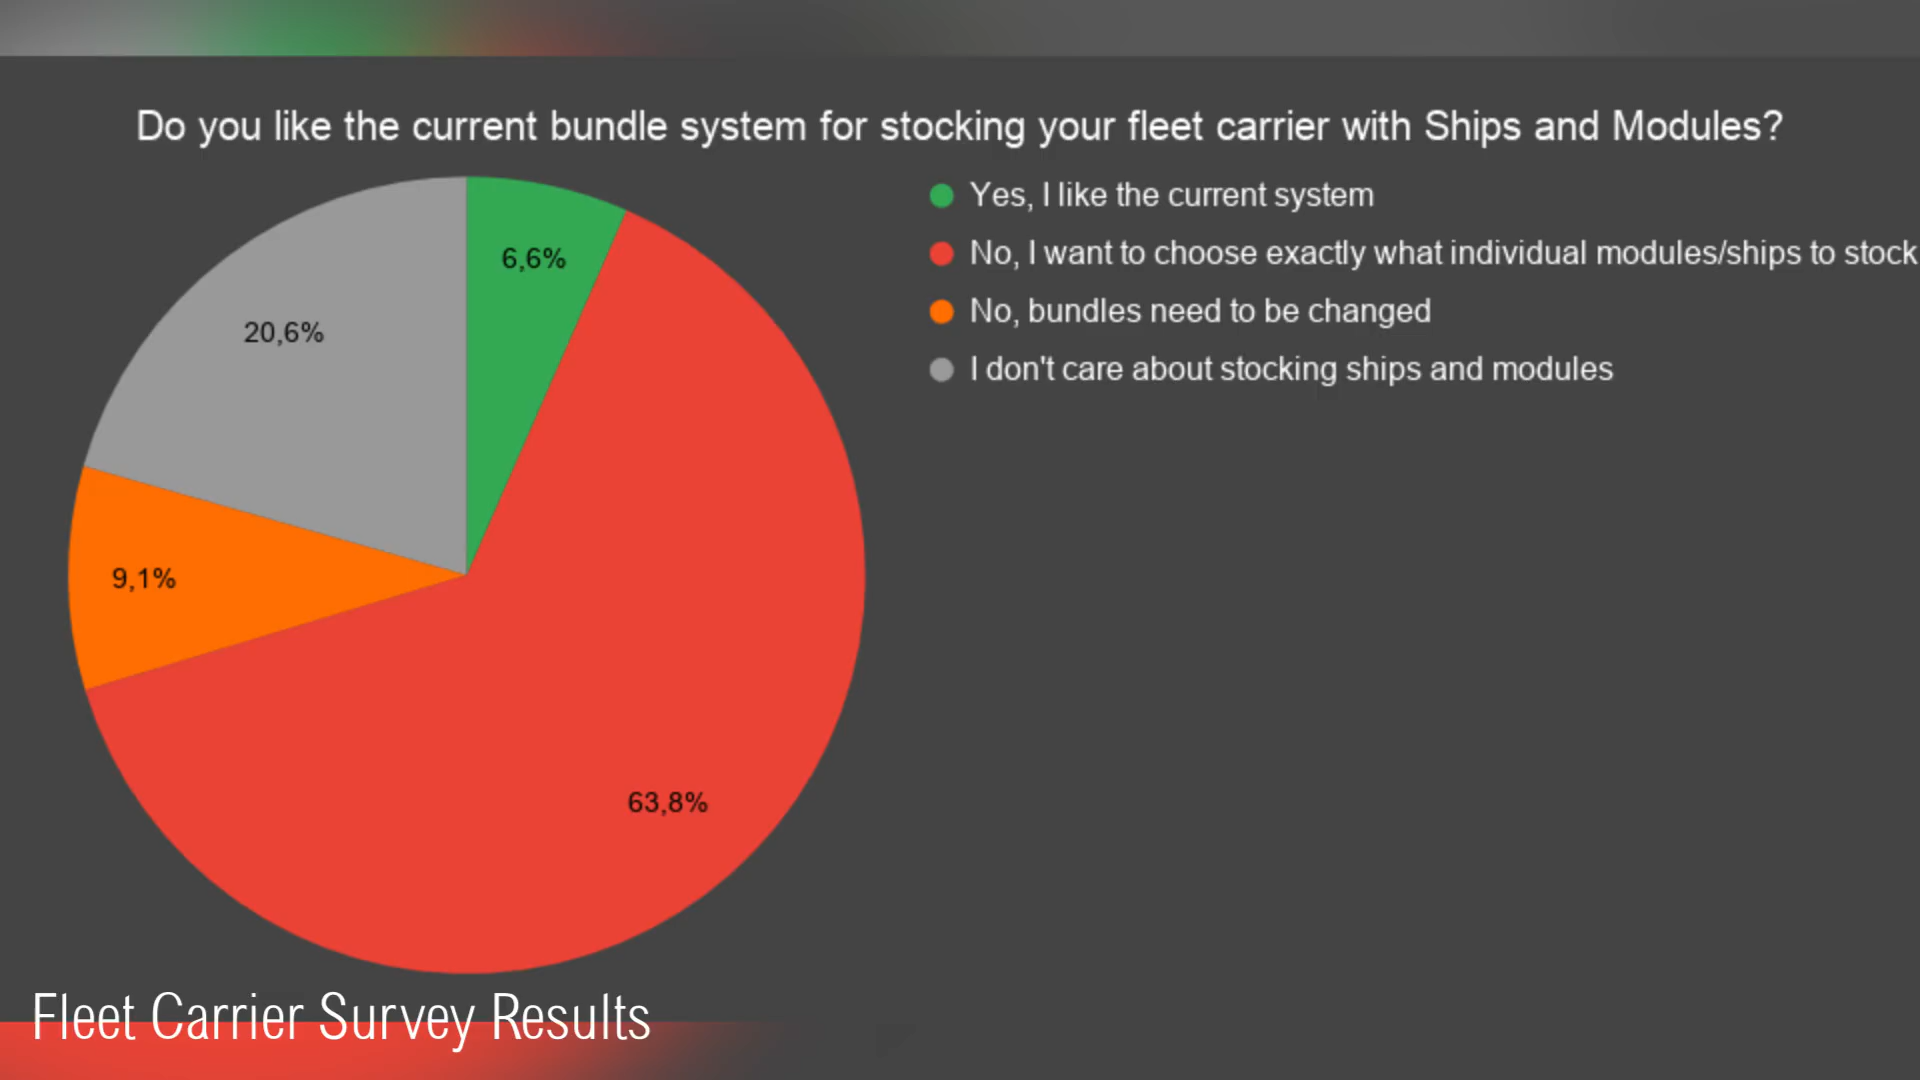 Do you like the current bundle system for stocking your fleet carrier with Ships and Modules?
Yes, I like the current system
No, I want to choose exactly what individual modules/ships to stock
No, bundles need to be changed
I don't care about stocking ships and modules
6,6%
20,6%
9,1%
63,8%
Fleet Carrier Survey Results